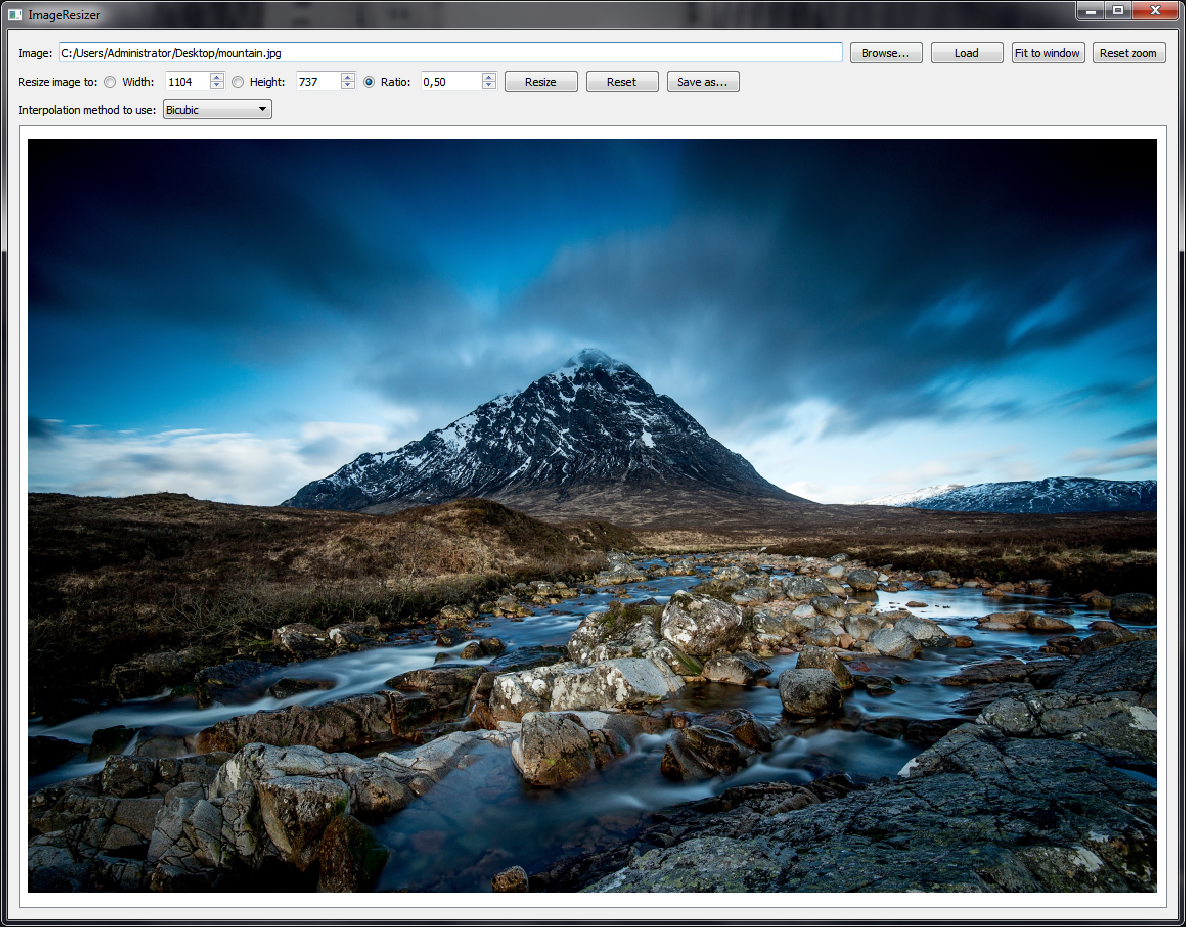 ImageResizer
Image: C:/Users/Administrator/Desktop/mountain.jpg Browse... Load Fit to window Reset zoom
Resize image to: Width: 1104 Height: 737 Ratio: 0,50 Resize Reset Save as...
Interpolation method to use: Bicubic